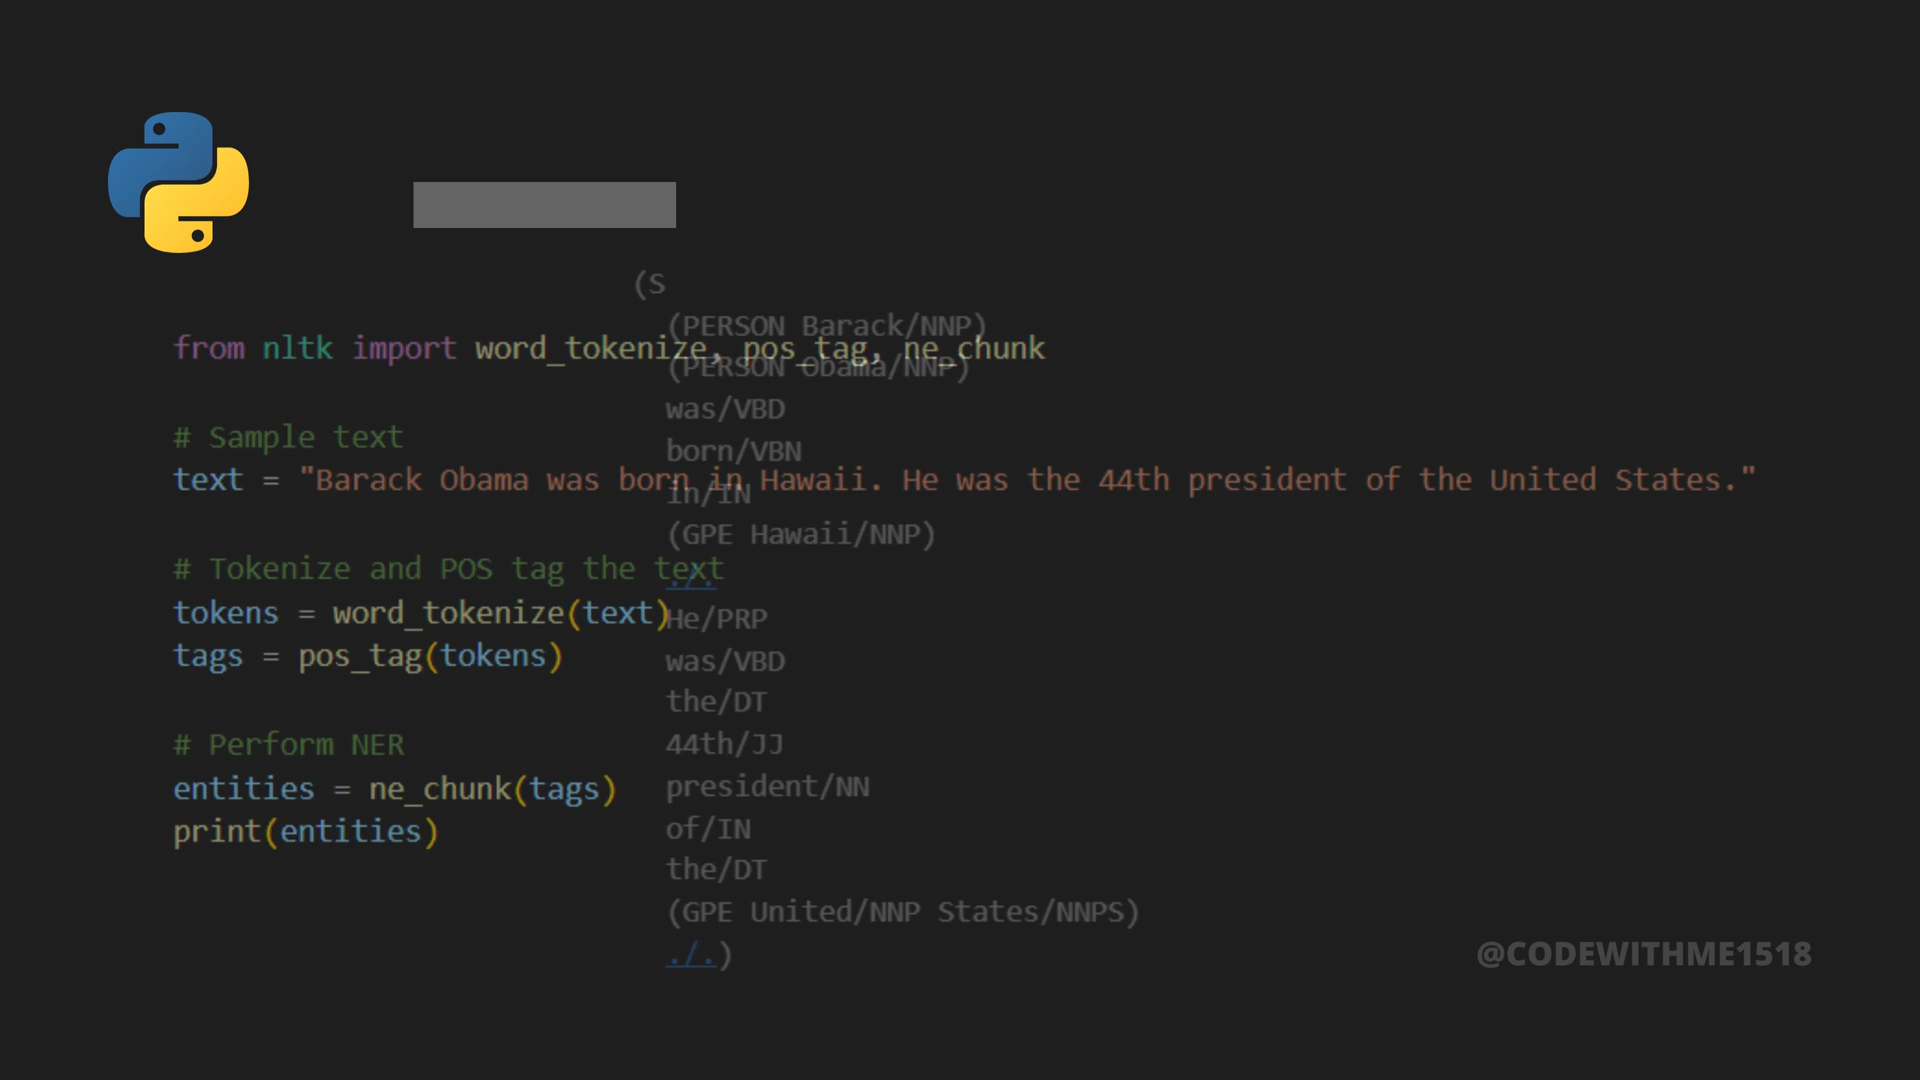 from nltk import word_tokenize, pos_tag, ne_chunk
# Sample text
text = "Barack Obama was born in Hawaii. He was the 44th president of the United States."
# Tokenize and POS tag the text
tokens = word_tokenize(text)
tags = pos_tag(tokens)
# Perform NER
entities = ne_chunk(tags)
print(entities)
(S
(PERSON Barack/NNP)
(PERSON Obama/NNP)
was/VBD
born/VBN
in/IN
(GPE Hawaii/NNP)
./.
He/PRP
was/VBD
the/DT
44th/JJ
president/NN
of/IN
the/DT
(GPE United/NNP States/NNPS)
./.)
@CODEWITHME1518